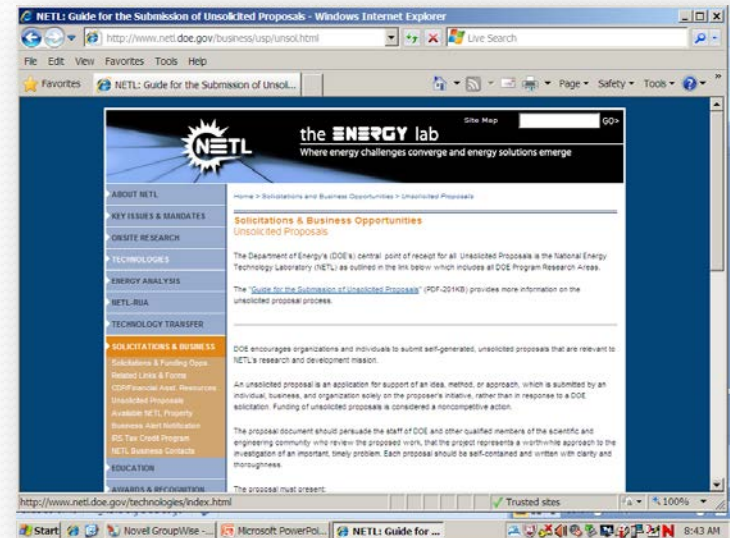 NETL: Guide for the Submission of Unsolicited Proposals - Windows Internet Explorer
http://www.netl.doe.gov/business/usp/unsol.html
Live Search
File Edit View Favorites Tools Help
Favorites NETL: Guide for the Submission of Unsol...
Page Safety Tools
Site Map GO>
NETL
the ENERGY lab
Where energy challenges converge and energy solutions emerge
ABOUT NETL
KEY ISSUES & MANDATES
ONSITE RESEARCH
TECHNOLOGIES
ENERGY ANALYSIS
NETL-RUA
TECHNOLOGY TRANSFER
SOLICITATIONS & BUSINESS
Solicitations & Funding Opps.
Related Links & Forms
CDP/Financial Asst. Resources
Unsolicited Proposals
Available NETL Property
Business Alert Notification
IRS Tax Credit Program
NETL Business Contacts
EDUCATION
AWARDS & RECOGNITION
Home > Solicitations and Business Opportunities > Unsolicited Proposals
Solicitations & Business Opportunities
Unsolicited Proposals
The Department of Energy's (DOE's) central point of receipt for all Unsolicited Proposals is the National Energy
Technology Laboratory (NETL) as outlined in the link below which includes all DOE Program Research Areas.
The "Guide for the Submission of Unsolicited Proposals" (PDF-201KB) provides more information on the
unsolicited proposal process.
DOE encourages organizations and individuals to submit self-generated, unsolicited proposals that are relevant to
NETL's research and development mission.
An unsolicited proposal is an application for support of an idea, method, or approach, which is submitted by an
individual, business, and organization solely on the proposer's initiative, rather than in response to a DOE
solicitation. Funding of unsolicited proposals is considered a noncompetitive action.
The proposal document should persuade the staff of DOE and other qualified members of the scientific and
engineering community who review the proposed work, that the project represents a worthwhile approach to the
investigation of an important, timely problem. Each proposal should be self-contained and written with clarity and
thoroughness.
The proposal must present:
http://www.netl.doe.gov/technologies/index.html Trusted sites 100%
Start Novell GroupWise -... Microsoft PowerPoi... NETL: Guide for ... 8:43 AM